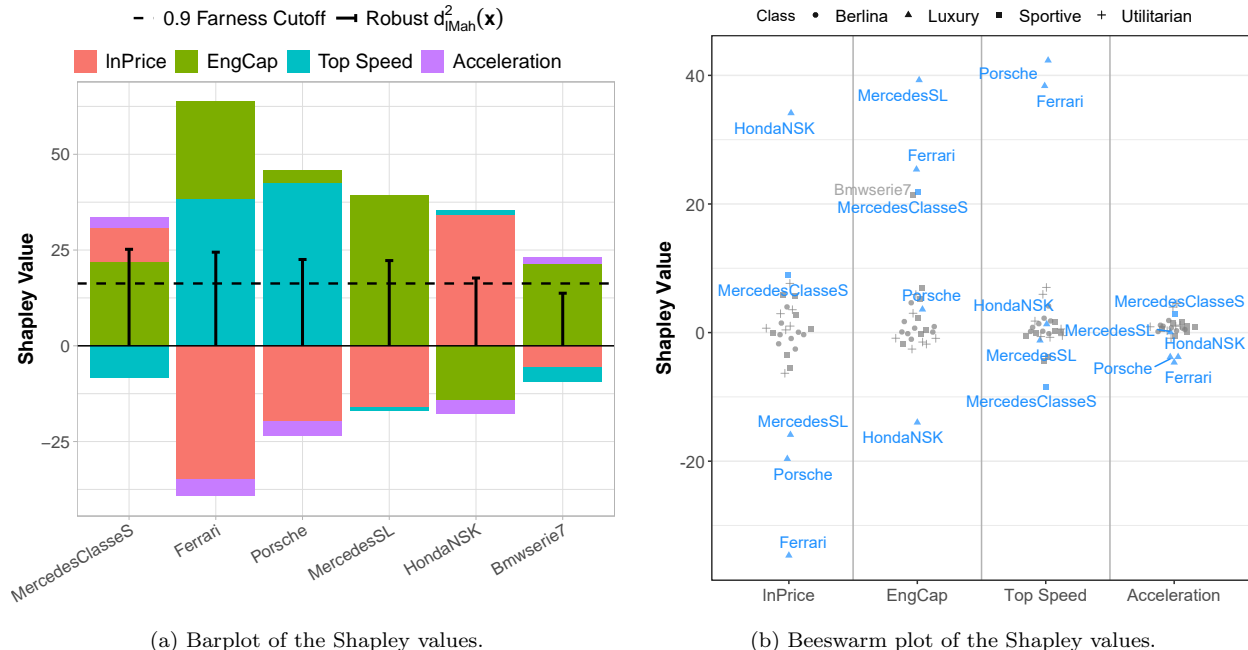 0.9 Farness Cutoff Robust d²_IMah(x)
InPrice EngCap Top Speed Acceleration
Shapley Value
50
25
0
−25
MercedesClasseS
Ferrari
Porsche
MercedesSL
HondaNSK
Bmwserie7
(a) Barplot of the Shapley values.
Class Berlina Luxury Sportive Utilitarian
Shapley Value
40
20
0
-20
HondaNSK
MercedesClasseS
MercedesSL
Porsche
Ferrari
MercedesSL
Ferrari
Bmwserie7
MercedesClasseS
Porsche
HondaNSK
Porsche
Ferrari
HondaNSK
MercedesSL
MercedesClasseS
MercedesClasseS
MercedesSL
HondaNSK
Porsche
Ferrari
InPrice EngCap Top Speed Acceleration
(b) Beeswarm plot of the Shapley values.